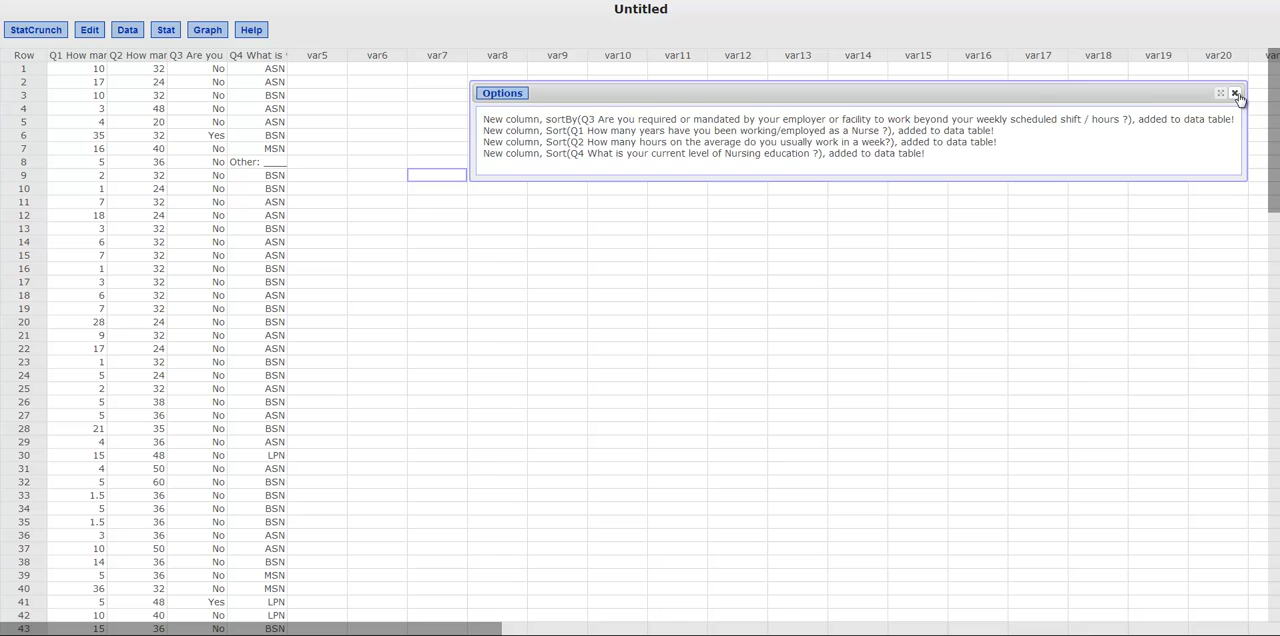 Untitled
StatCrunch Edit Data Stat Graph Help
Row Q1 How mar Q2 How mar Q3 Are you Q4 What is var5 var6 var7 var8 var9 var10 var11 var12 var13 var14 var15 var16 var17 var18 var19 var20
1 10 32 No ASN
2 17 24 No ASN
Options
3 10 32 No BSN
4 3 48 No ASN
New column, sortBy(Q3 Are you required or mandated by your employer or facility to work beyond your weekly scheduled shift / hours ?), added to data table!
5 4 20 No ASN
New column, Sort(Q1 How many years have you been working/employed as a Nurse ?), added to data table!
6 35 32 Yes BSN
New column, Sort(Q2 How many hours on the average do you usually work in a week?), added to data table!
7 16 40 No MSN
New column, Sort(Q4 What is your current level of Nursing education ?), added to data table!
8 5 36 No Other: ____
9 2 32 No BSN
10 1 24 No BSN
11 7 32 No ASN
12 18 24 No ASN
13 3 32 No BSN
14 6 32 No ASN
15 7 32 No ASN
16 1 32 No BSN
17 3 32 No BSN
18 6 32 No ASN
19 7 32 No BSN
20 28 24 No BSN
21 9 32 No ASN
22 17 24 No ASN
23 1 32 No BSN
24 5 24 No BSN
25 2 32 No ASN
26 5 38 No BSN
27 5 36 No ASN
28 21 35 No BSN
29 4 36 No ASN
30 15 48 No LPN
31 4 50 No ASN
32 5 60 No BSN
33 1.5 36 No BSN
34 5 36 No BSN
35 1.5 36 No BSN
36 3 36 No ASN
37 10 50 No ASN
38 14 36 No BSN
39 5 36 No MSN
40 36 32 No MSN
41 5 48 Yes LPN
42 10 40 No LPN
43 15 36 No BSN